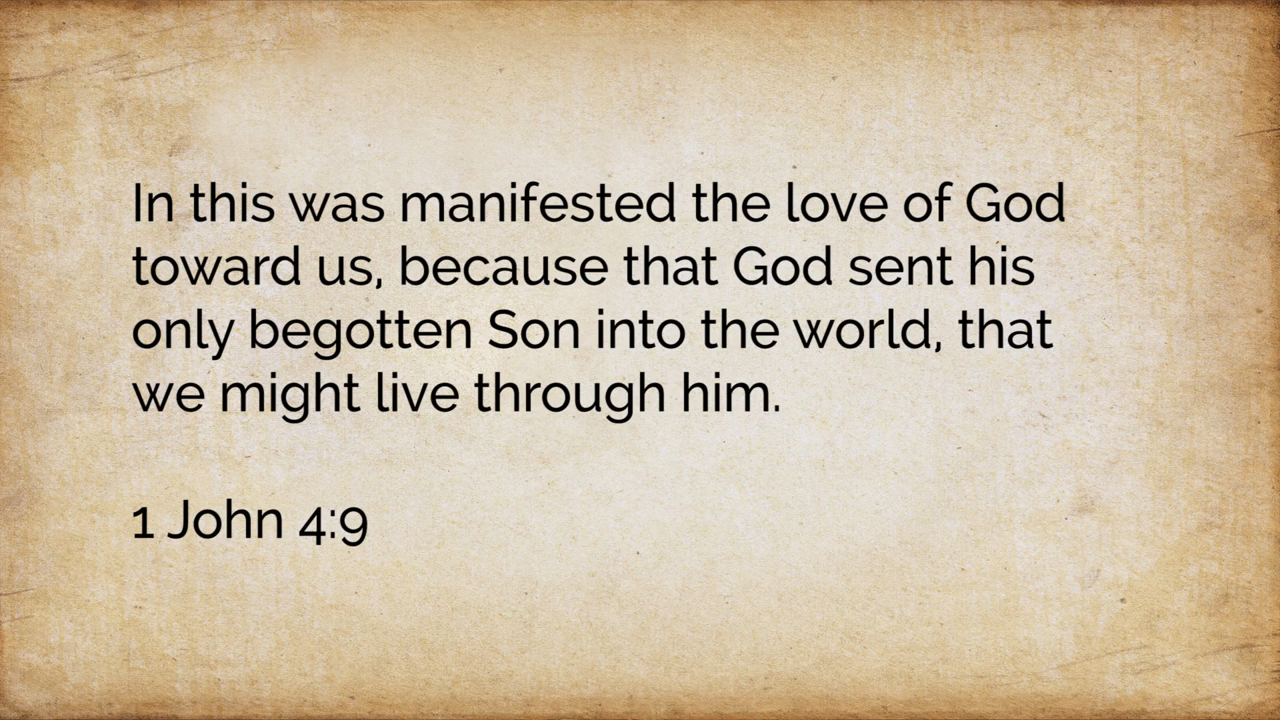 In this was manifested the love of God
toward us, because that God sent his
only begotten Son into the world, that
we might live through him.
1 John 4:9